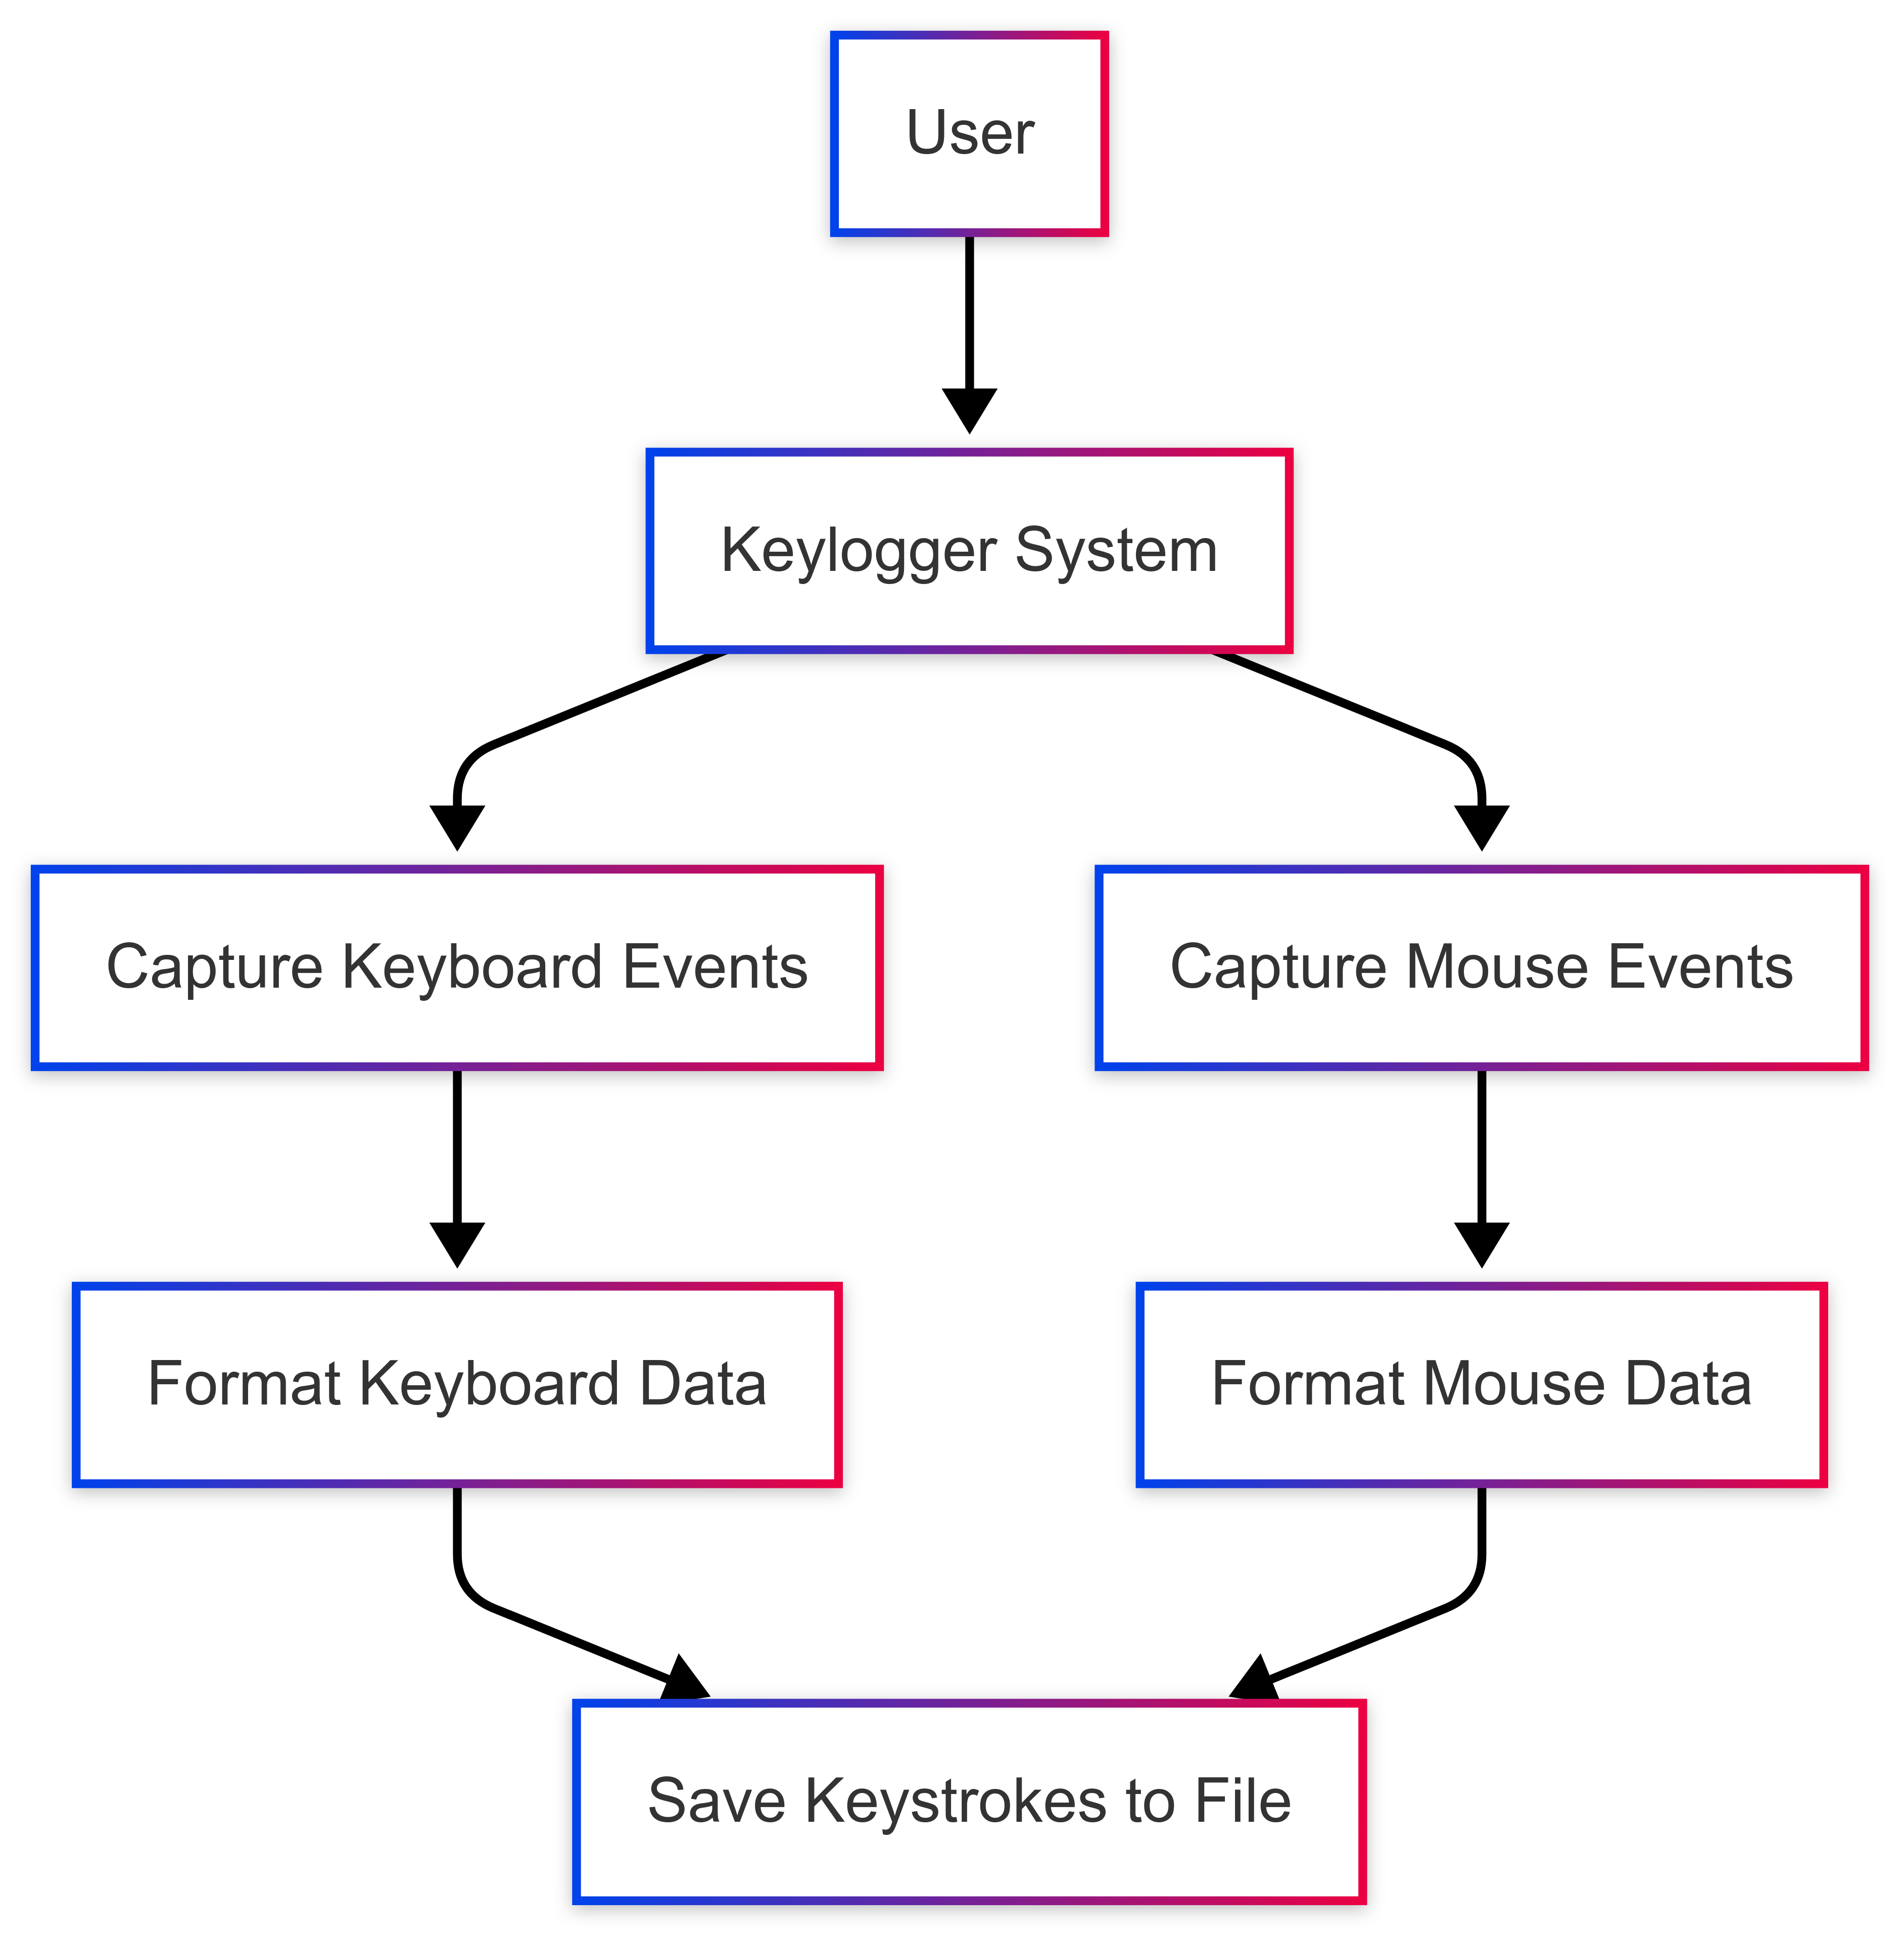 User
Keylogger System
Capture Keyboard Events
Capture Mouse Events
Format Keyboard Data
Format Mouse Data
Save Keystrokes to File